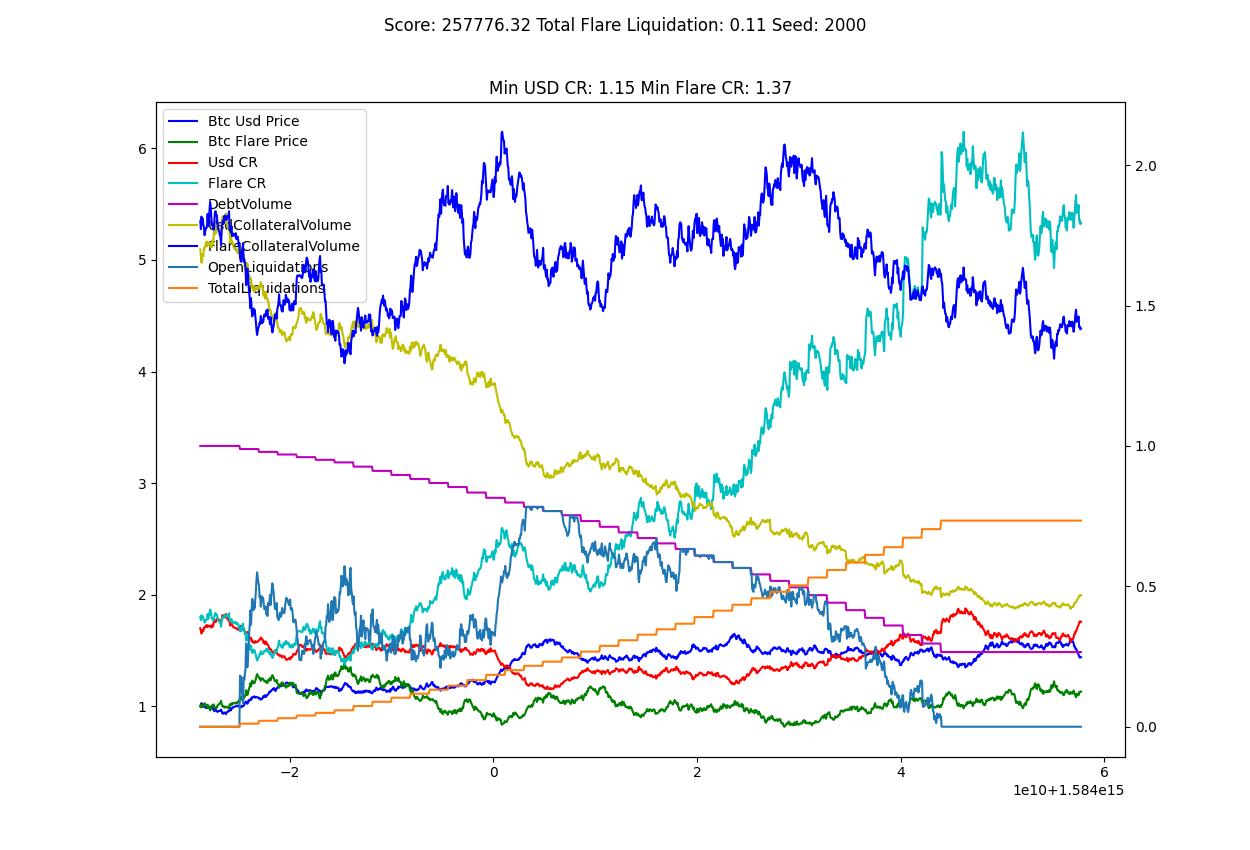 Score: 257776.32 Total Flare Liquidation: 0.11 Seed: 2000
Min USD CR: 1.15 Min Flare CR: 1.37
Btc Usd Price
Btc Flare Price
Usd CR
Flare CR
DebtVolume
UsdCollateralVolume
FlareCollateralVolume
OpenLiquidations
TotalLiquidations
6
5
4
3
2
1
2.0
1.5
1.0
0.5
0.0
−2
0
2
4
6
1e10+1.584e15